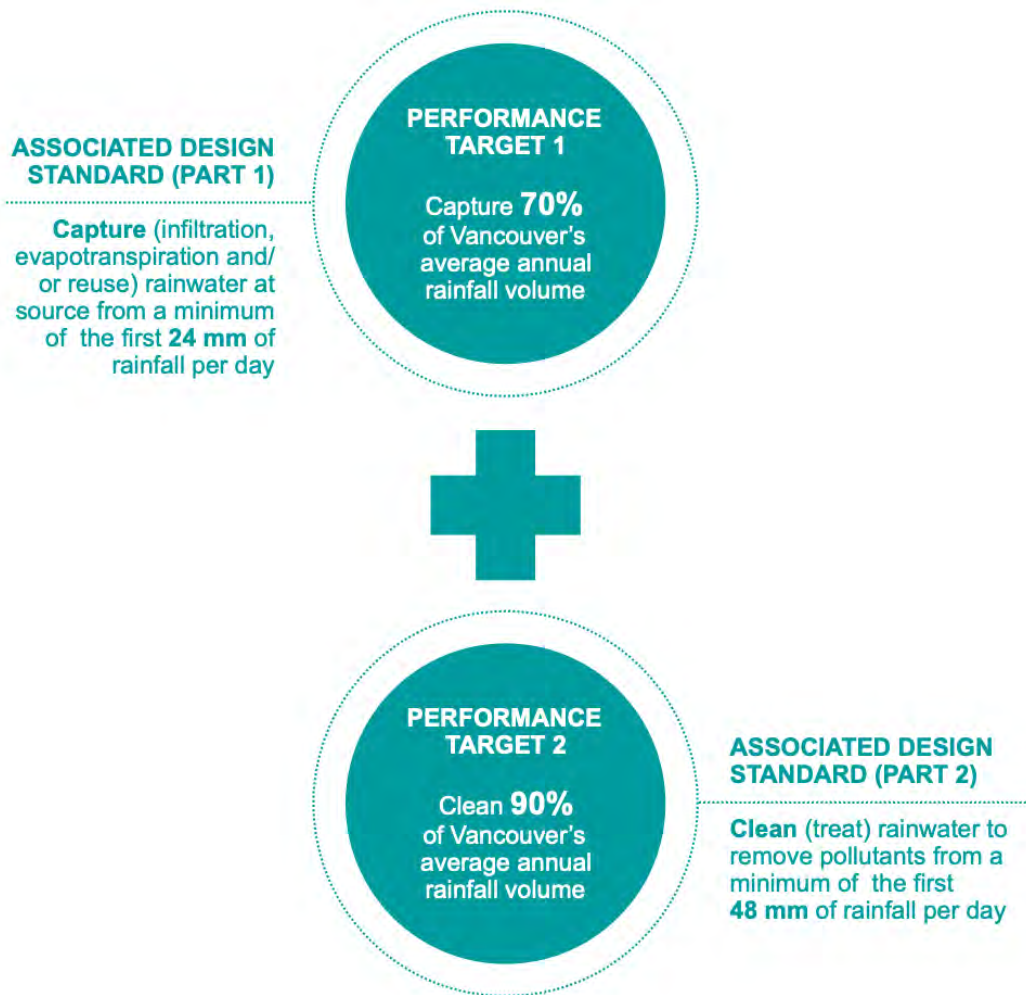 PERFORMANCE
TARGET 1
Capture 70%
of Vancouver's
average annual
rainfall volume
ASSOCIATED DESIGN
STANDARD (PART 1)
Capture (infiltration,
evapotranspiration and/
or reuse) rainwater at
source from a minimum
of the first 24 mm of
rainfall per day
PERFORMANCE
TARGET 2
Clean 90%
of Vancouver's
average annual
rainfall volume
ASSOCIATED DESIGN
STANDARD (PART 2)
Clean (treat) rainwater to
remove pollutants from a
minimum of the first
48 mm of rainfall per day